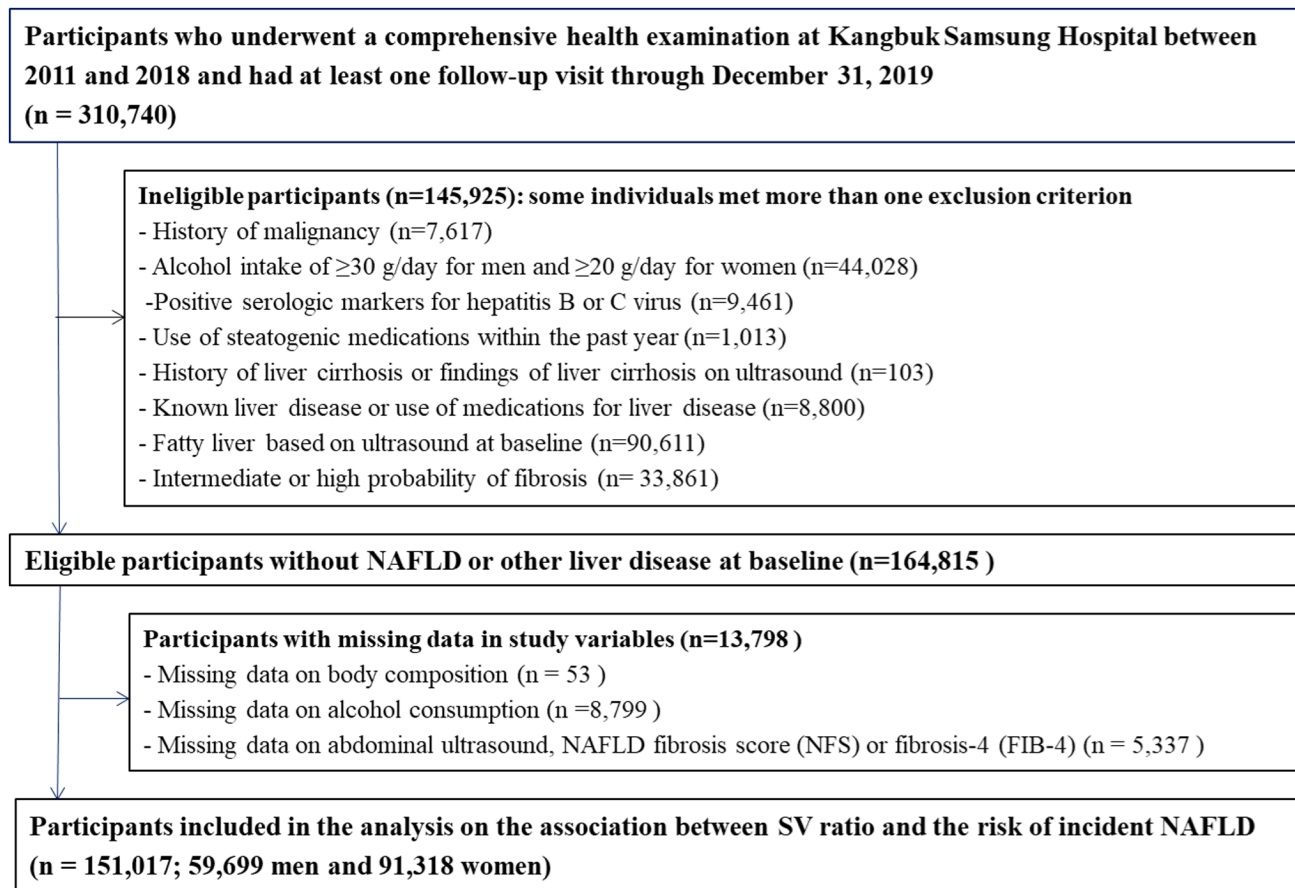 Participants who underwent a comprehensive health examination at Kangbuk Samsung Hospital between
2011 and 2018 and had at least one follow-up visit through December 31, 2019
(n = 310,740)
Ineligible participants (n=145,925): some individuals met more than one exclusion criterion
- History of malignancy (n=7,617)
- Alcohol intake of ≥30 g/day for men and ≥20 g/day for women (n=44,028)
-Positive serologic markers for hepatitis B or C virus (n=9,461)
- Use of steatogenic medications within the past year (n=1,013)
- History of liver cirrhosis or findings of liver cirrhosis on ultrasound (n=103)
- Known liver disease or use of medications for liver disease (n=8,800)
- Fatty liver based on ultrasound at baseline (n=90,611)
- Intermediate or high probability of fibrosis (n= 33,861)
Eligible participants without NAFLD or other liver disease at baseline (n=164,815 )
Participants with missing data in study variables (n=13,798 )
- Missing data on body composition (n = 53 )
- Missing data on alcohol consumption (n =8,799 )
- Missing data on abdominal ultrasound, NAFLD fibrosis score (NFS) or fibrosis-4 (FIB-4) (n = 5,337 )
Participants included in the analysis on the association between SV ratio and the risk of incident NAFLD
(n = 151,017; 59,699 men and 91,318 women)